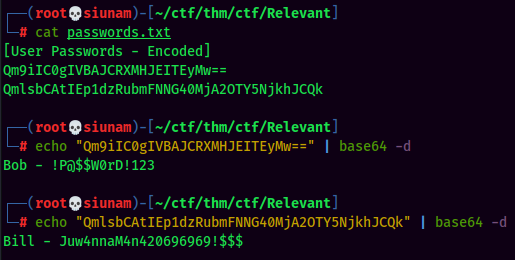 ┌──(root💀siunam)-[~/ctf/thm/ctf/Relevant]
└─# cat passwords.txt
[User Passwords - Encoded]
Qm9iIC0gIVBAJCRXMHJEITEyMw==
QmlsbCAtIEp1dzRubmFNNG40MjA2OTY5NjkhJCQk
┌──(root💀siunam)-[~/ctf/thm/ctf/Relevant]
└─# echo "Qm9iIC0gIVBAJCRXMHJEITEyMw==" | base64 -d
Bob - !P@$$W0rD!123
┌──(root💀siunam)-[~/ctf/thm/ctf/Relevant]
└─# echo "QmlsbCAtIEp1dzRubmFNNG40MjA2OTY5NjkhJCQk" | base64 -d
Bill - Juw4nnaM4n420696969!$$$